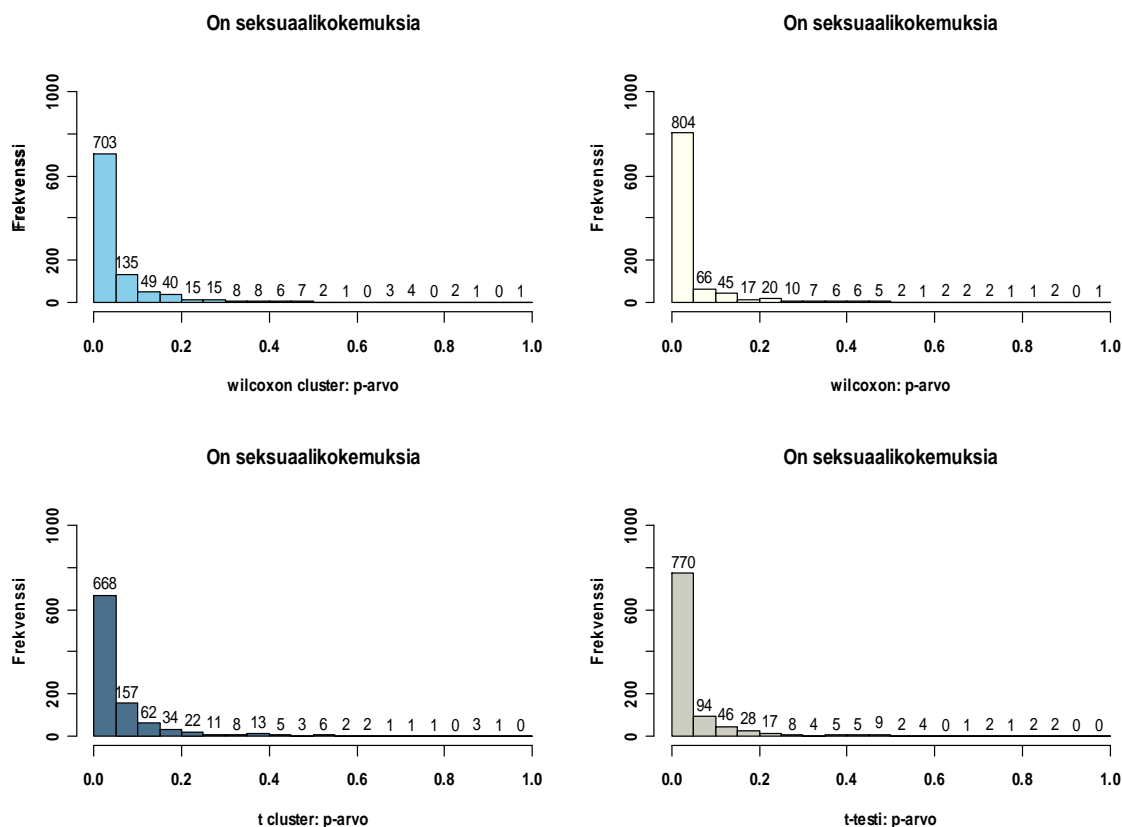 On seksuaalikokemuksia
Frekvenssi
1000
600
200
0
703 135 49 40 15 15 8 8 6 7 2 1 0 3 4 0 2 1 0 1
0.0 0.2 0.4 0.6 0.8 1.0
wilcoxon cluster: p-arvo
On seksuaalikokemuksia
Frekvenssi
1000
600
200
0
804 66 45 17 20 10 7 6 6 5 2 1 2 2 2 1 1 2 0 1
0.0 0.2 0.4 0.6 0.8 1.0
wilcoxon: p-arvo
On seksuaalikokemuksia
Frekvenssi
1000
600
200
0
668 157 62 34 22 11 8 13 5 3 6 2 2 1 1 1 0 3 1 0
0.0 0.2 0.4 0.6 0.8 1.0
t cluster: p-arvo
On seksuaalikokemuksia
Frekvenssi
1000
600
200
0
770 94 46 28 17 8 4 5 5 9 2 4 0 1 2 1 2 2 0 0
0.0 0.2 0.4 0.6 0.8 1.0
t-testi: p-arvo